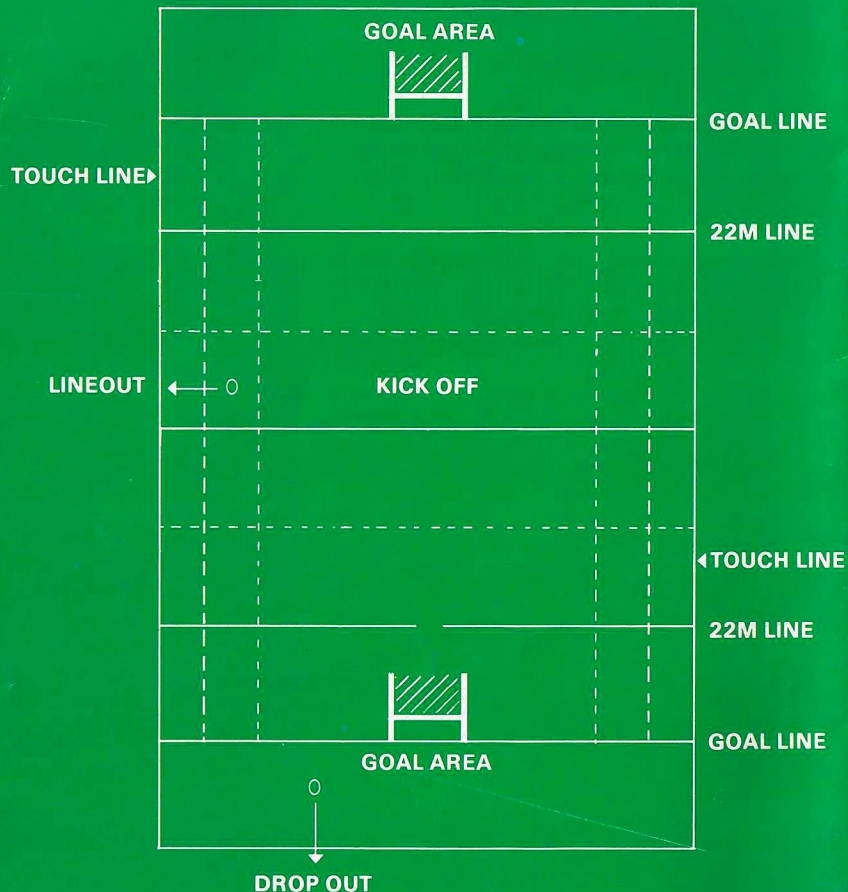 GOAL AREA
GOAL LINE
TOUCH LINE
22M LINE
LINEOUT
KICK OFF
TOUCH LINE
22M LINE
GOAL LINE
GOAL AREA
DROP OUT